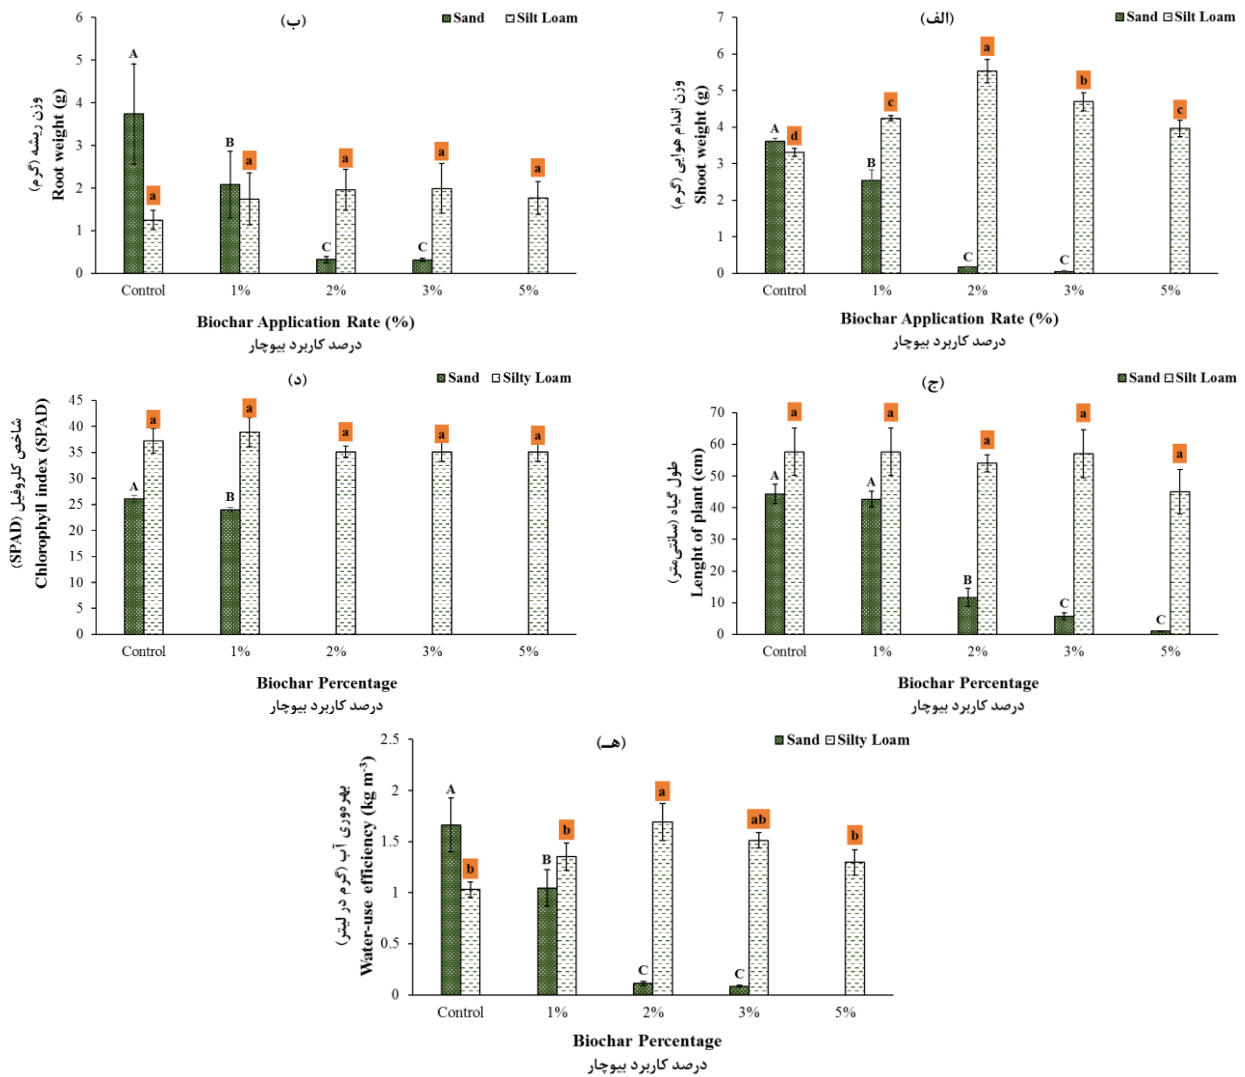 (ب)
Sand
Silt Loam
وزن ریشه (گرم)
Root weight (g)
6
5
4
3
2
1
0
A
a
B
a
C
a
C
a
a
Control
1%
2%
3%
5%
Biochar Application Rate (%)
درصد کاربرد بیوچار
(الف)
Sand
Silt Loam
وزن اندام هوایی (گرم)
Shoot weight (g)
7
6
5
4
3
2
1
0
A
d
B
c
C
a
C
b
c
Control
1%
2%
3%
5%
Biochar Application Rate (%)
درصد کاربرد بیوچار
(د)
Sand
Silty Loam
شاخص کلروفیل (SPAD)
Chlorophyll index (SPAD)
45
40
35
30
25
20
15
10
5
0
A
a
B
a
a
a
a
Control
1%
2%
3%
5%
Biochar Percentage
درصد کاربرد بیوچار
(ج)
Sand
Silt Loam
طول گیاه (سانتی‌متر)
Lenght of plant (cm)
70
60
50
40
30
20
10
0
A
a
A
a
B
a
C
a
C
a
Control
1%
2%
3%
5%
Biochar Percentage
درصد کاربرد بیوچار
(هـ)
Sand
Silty Loam
بهره‌وری آب (گرم در لیتر)
Water-use efficiency (kg m⁻³)
2.5
2
1.5
1
0.5
0
A
b
B
b
C
a
C
ab
b
Control
1%
2%
3%
5%
Biochar Percentage
درصد کاربرد بیوچار